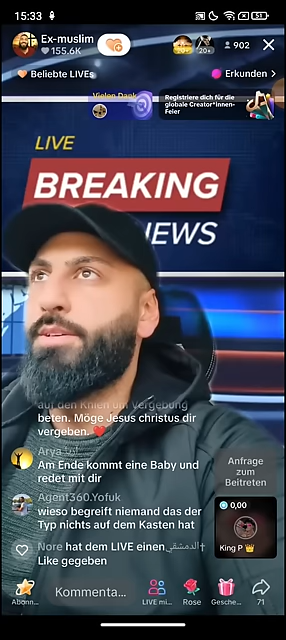 15:33
51
Ex-muslim
155.6K
20+
902
Beliebte LIVEs
Erkunden >
Vielen Dank
Registriere dich für die
globale Creator*innen-
Feier
LIVE
BREAKING
NEWS
auf den Knien um Vergebung
beten. Möge Jesus christus dir
vergeben. ❤️
Arya
Am Ende kommt eine Baby und
redet mit dir
Agent360.Yofuk
wieso begreift niemand das der
Typ nichts auf dem Kasten hat
Nore hat dem LIVE einen الدمشقي
Like gegeben
Anfrage
zum
Beitreten
0,00
King P 👑
Abonn...
Kommenta...
LIVE mi...
Rose
Gesche...
71